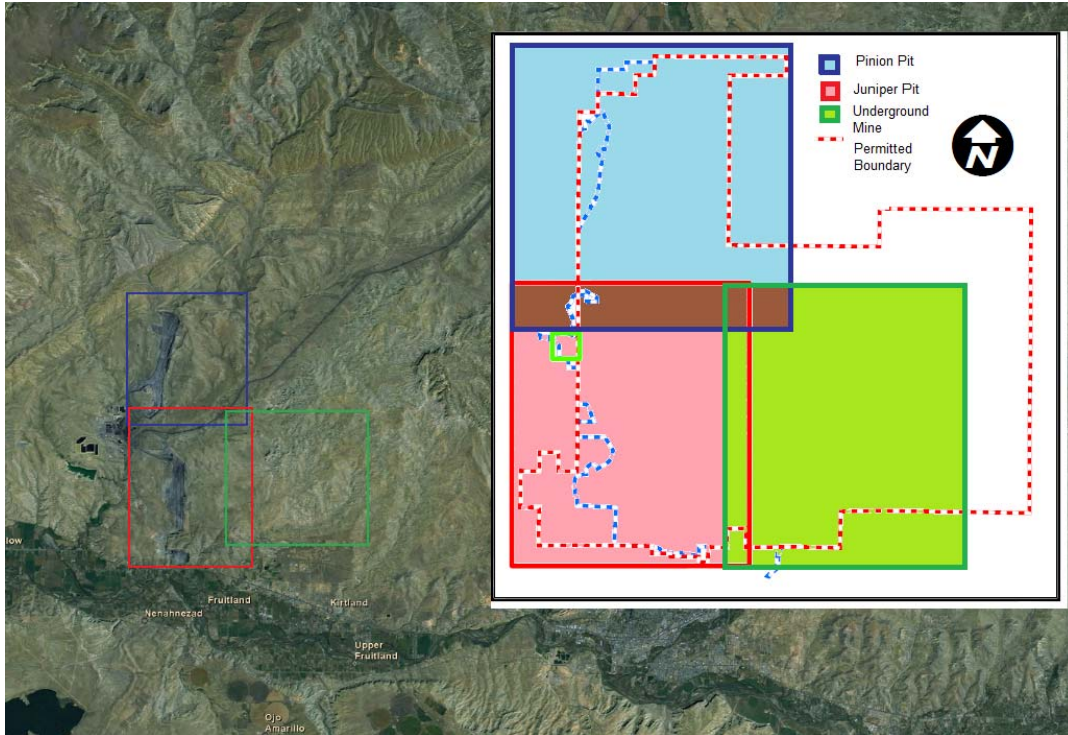 Pinion Pit
Juniper Pit
Underground
Mine
Permitted
Boundary
N
low
Fruitland
Nenahnezad
Kirtland
Upper
Fruitland
Ojo
Amarillo